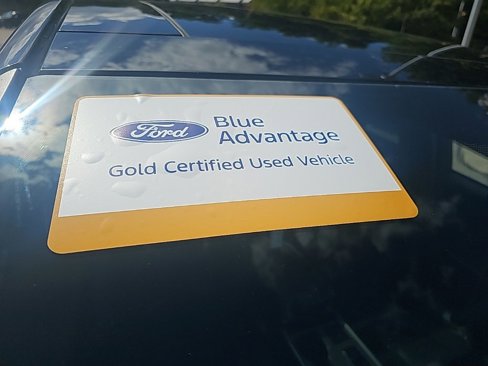 Ford
Blue
Advantage
Gold Certified Used Vehicle